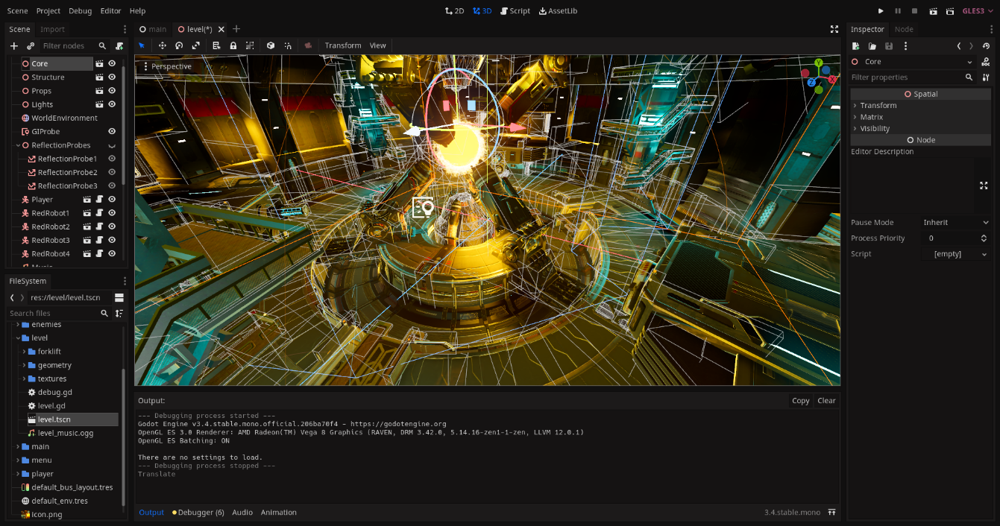 Scene Project Debug Editor Help
2D 3D Script AssetLib
GLES3
Scene Import
main level(*)
Inspector Node
Filter nodes
Transform View
Core
Structure
Props
Lights
WorldEnvironment
GIProbe
ReflectionProbes
ReflectionProbe1
ReflectionProbe2
ReflectionProbe3
Player
RedRobot1
RedRobot2
RedRobot3
RedRobot4
Music
FileSystem
res://level/level.tscn
Search files
enemies
level
forklift
geometry
textures
debug.gd
level.gd
level.tscn
level_music.ogg
main
menu
player
default_bus_layout.tres
default_env.tres
icon.png
Perspective
Y
X
Z
Output:
Copy Clear
--- Debugging process started ---
Godot Engine v3.4.stable.mono.official.206ba70f4 - https://godotengine.org
OpenGL ES 3.0 Renderer: AMD Radeon(TM) Vega 8 Graphics (RAVEN, DRM 3.42.0, 5.14.16-zen1-1-zen, LLVM 12.0.1)
OpenGL ES Batching: ON
There are no settings to load.
--- Debugging process stopped ---
Translate
Output Debugger (6) Audio Animation
3.4.stable.mono
Core
Filter properties
Spatial
Transform
Matrix
Visibility
Node
Editor Description
Pause Mode Inherit
Process Priority 0
Script [empty]